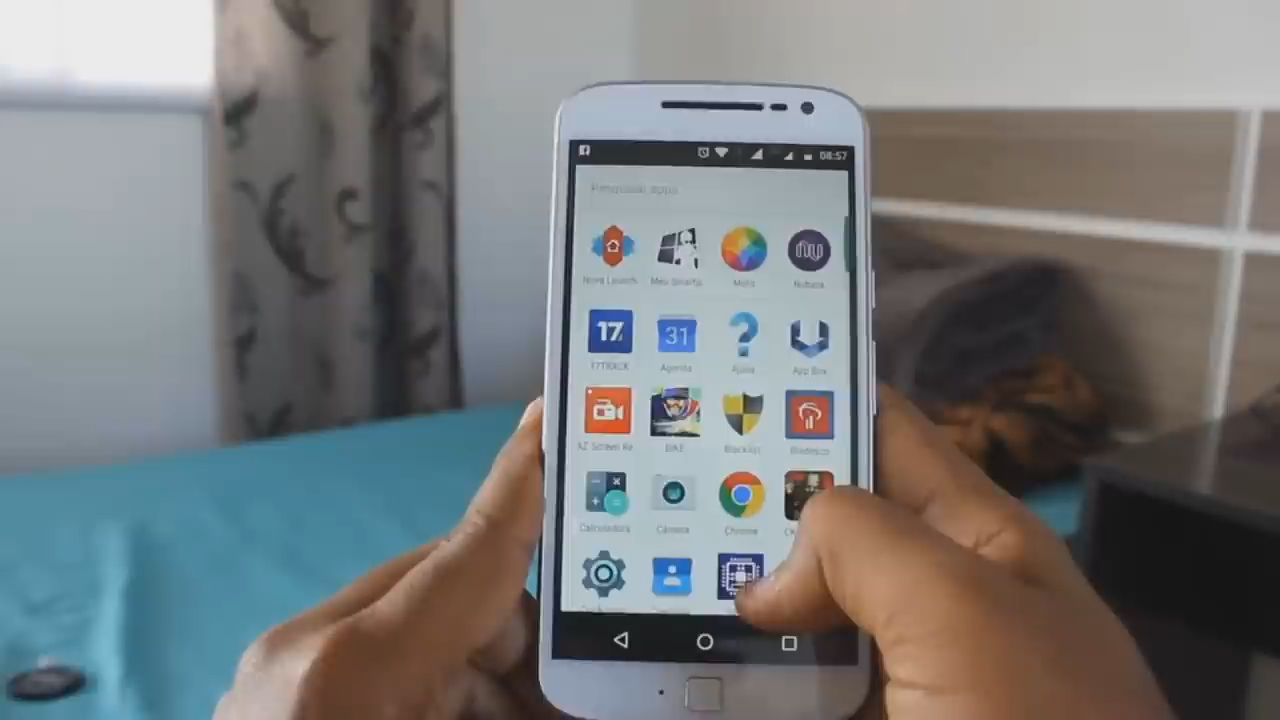 08:57
Pesquisar apps
Nova Launch
Meu Smartp
Moto
Nubank
nu
17
31
17TRACK
Agenda
Ajuda
App Box
AZ Screen Re
BIKE
Blacklist
Bradesco
Calculadora
Câmera
Chrome